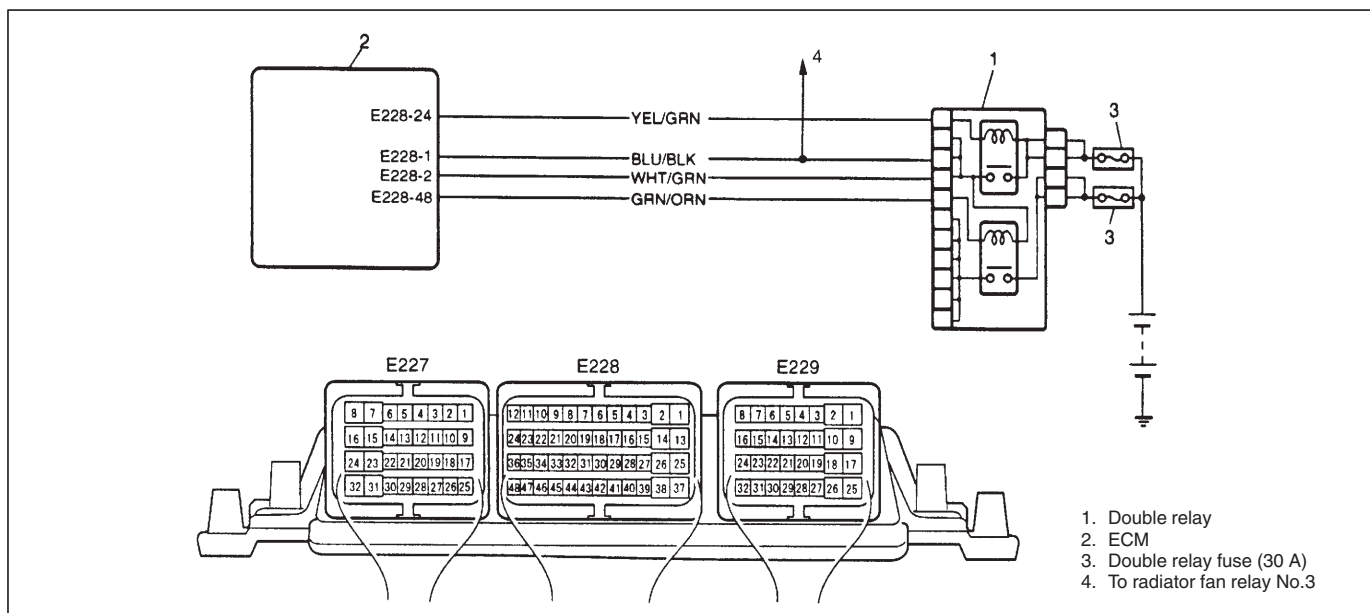 2
4
1
3
E228-24
YEL/GRN
E228-1
BLU/BLK
E228-2
WHT/GRN
E228-48
GRN/ORN
3
E227
E228
E229
8 7 6 5 4 3 2 1
16 15 14 13 12 11 10 9
24 23 22 21 20 19 18 17
32 31 30 29 28 27 26 25
12 11 10 9 8 7 6 5 4 3 2 1
24 23 22 21 20 19 18 17 16 15 14 13
36 35 34 33 32 31 30 29 28 27 26 25
48 47 46 45 44 43 42 41 40 39 38 37
8 7 6 5 4 3 2 1
16 15 14 13 12 11 10 9
24 23 22 21 20 19 18 17
32 31 30 29 28 27 26 25
1. Double relay
2. ECM
3. Double relay fuse (30 A)
4. To radiator fan relay No.3